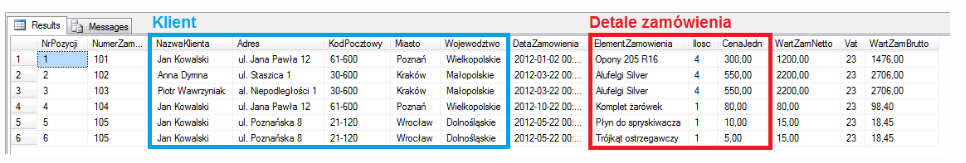 Results Messages Klient Detale zamówienia
NrPozycji NumerZam... NazwaKlienta Adres KodPocztowy Miasto Wojewodztwo DataZamowienia ElementZamowienia Ilosc CenaJedn WartZamNetto Vat WartZamBrutto
1 1 101 Jan Kowalski ul. Jana Pawła 12 61-600 Poznań Wielkopolskie 2012-01-02 00:... Opony 205 R16 4 300,00 1200,00 23 1476,00
2 2 102 Anna Dymna ul. Staszica 1 30-600 Kraków Małopolskie 2012-03-22 00:... Alufelgi Silver 4 550,00 2200,00 23 2706,00
3 3 103 Piotr Wawrzyniak al. Niepodległości 1 30-600 Kraków Małopolskie 2012-03-22 00:... Alufelgi Silver 4 550,00 2200,00 23 2706,00
4 4 104 Jan Kowalski ul. Jana Pawła 12 61-600 Poznań Wielkopolskie 2012-10-22 00:... Komplet żarówek 1 80,00 80,00 23 98,40
5 5 105 Jan Kowalski ul. Poznańska 8 21-120 Wrocław Dolnośląskie 2012-05-22 00:... Płyn do spryskiwacza 1 10,00 15,00 23 18,45
6 6 105 Jan Kowalski ul. Poznańska 8 21-120 Wrocław Dolnośląskie 2012-05-22 00:... Trójkąt ostrzegawczy 1 5,00 15,00 23 18,45